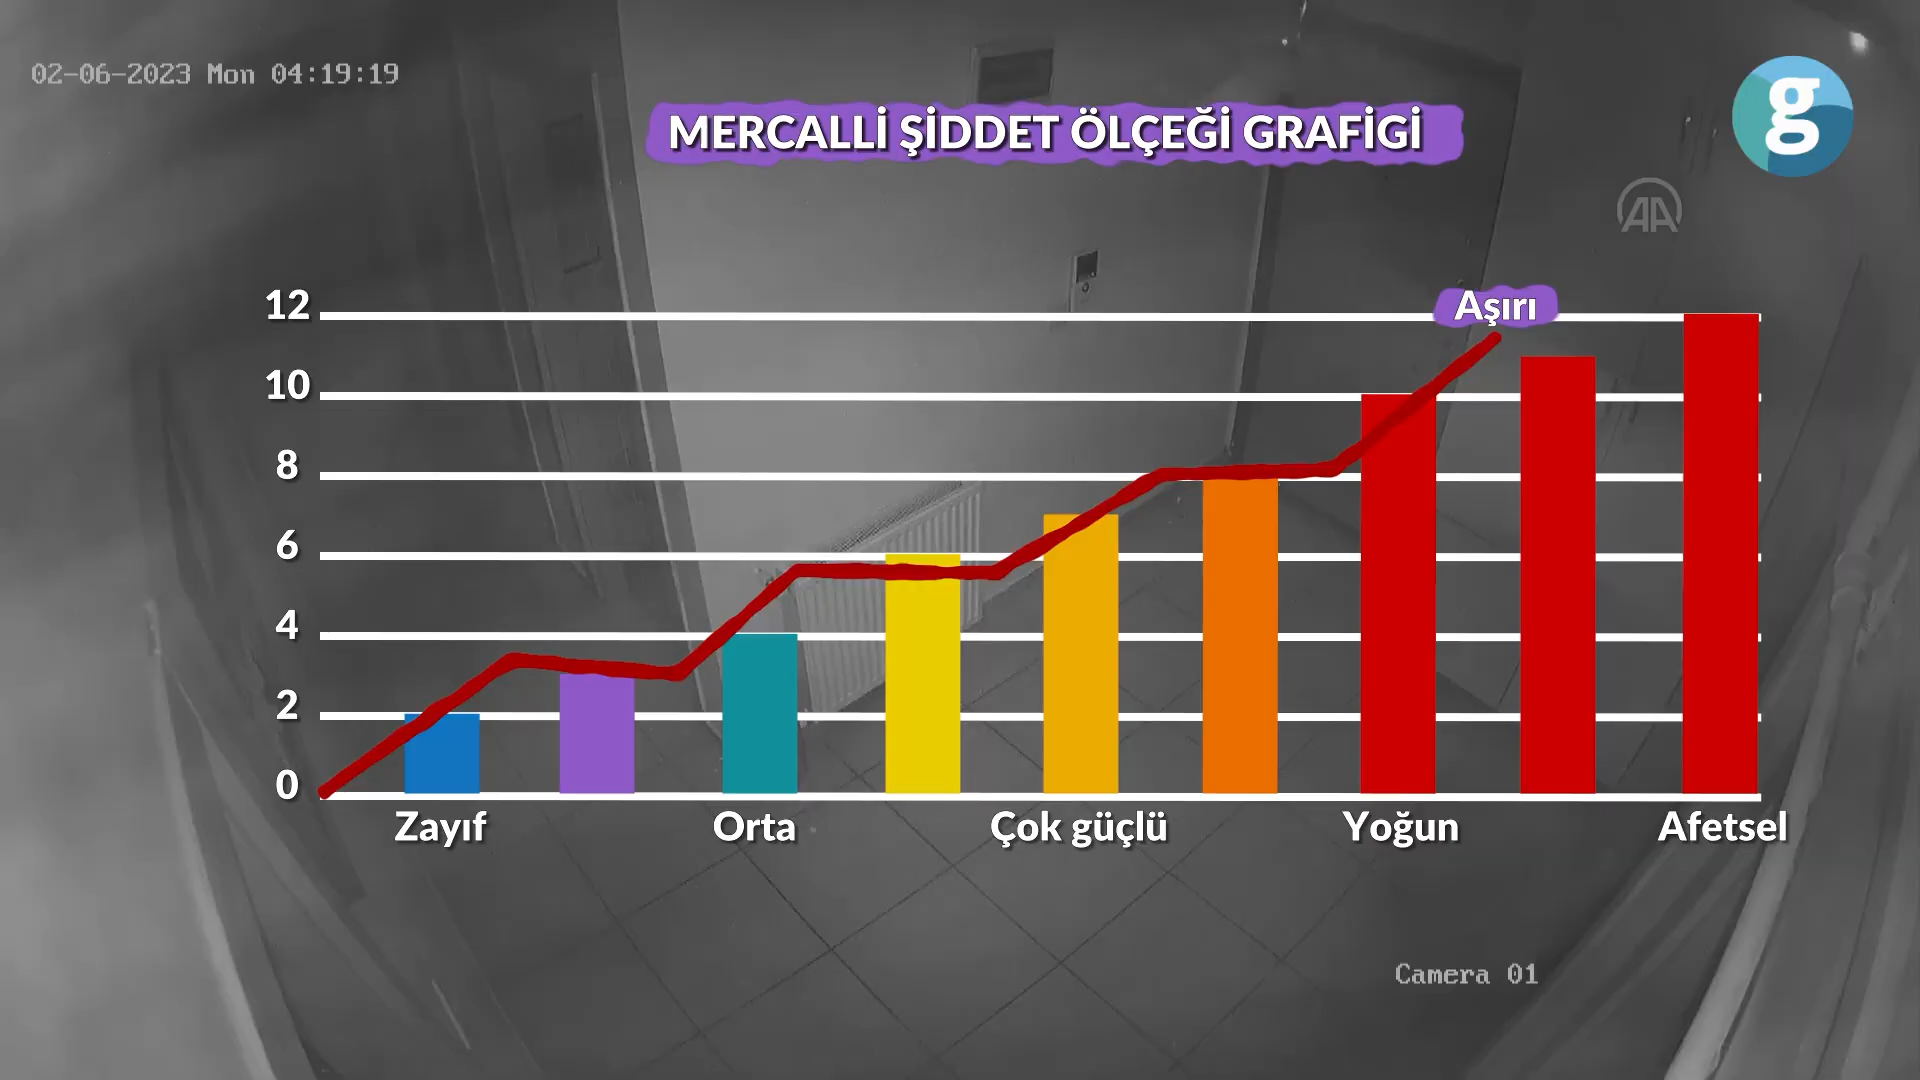 02-06-2023 Mon 04:19:19
g
MERCALLİ ŞİDDET ÖLÇEĞİ GRAFİGİ
AA
Aşırı
12
10
8
6
4
2
0
Zayıf Orta Çok güçlü Yoğun Afetsel
Camera 01